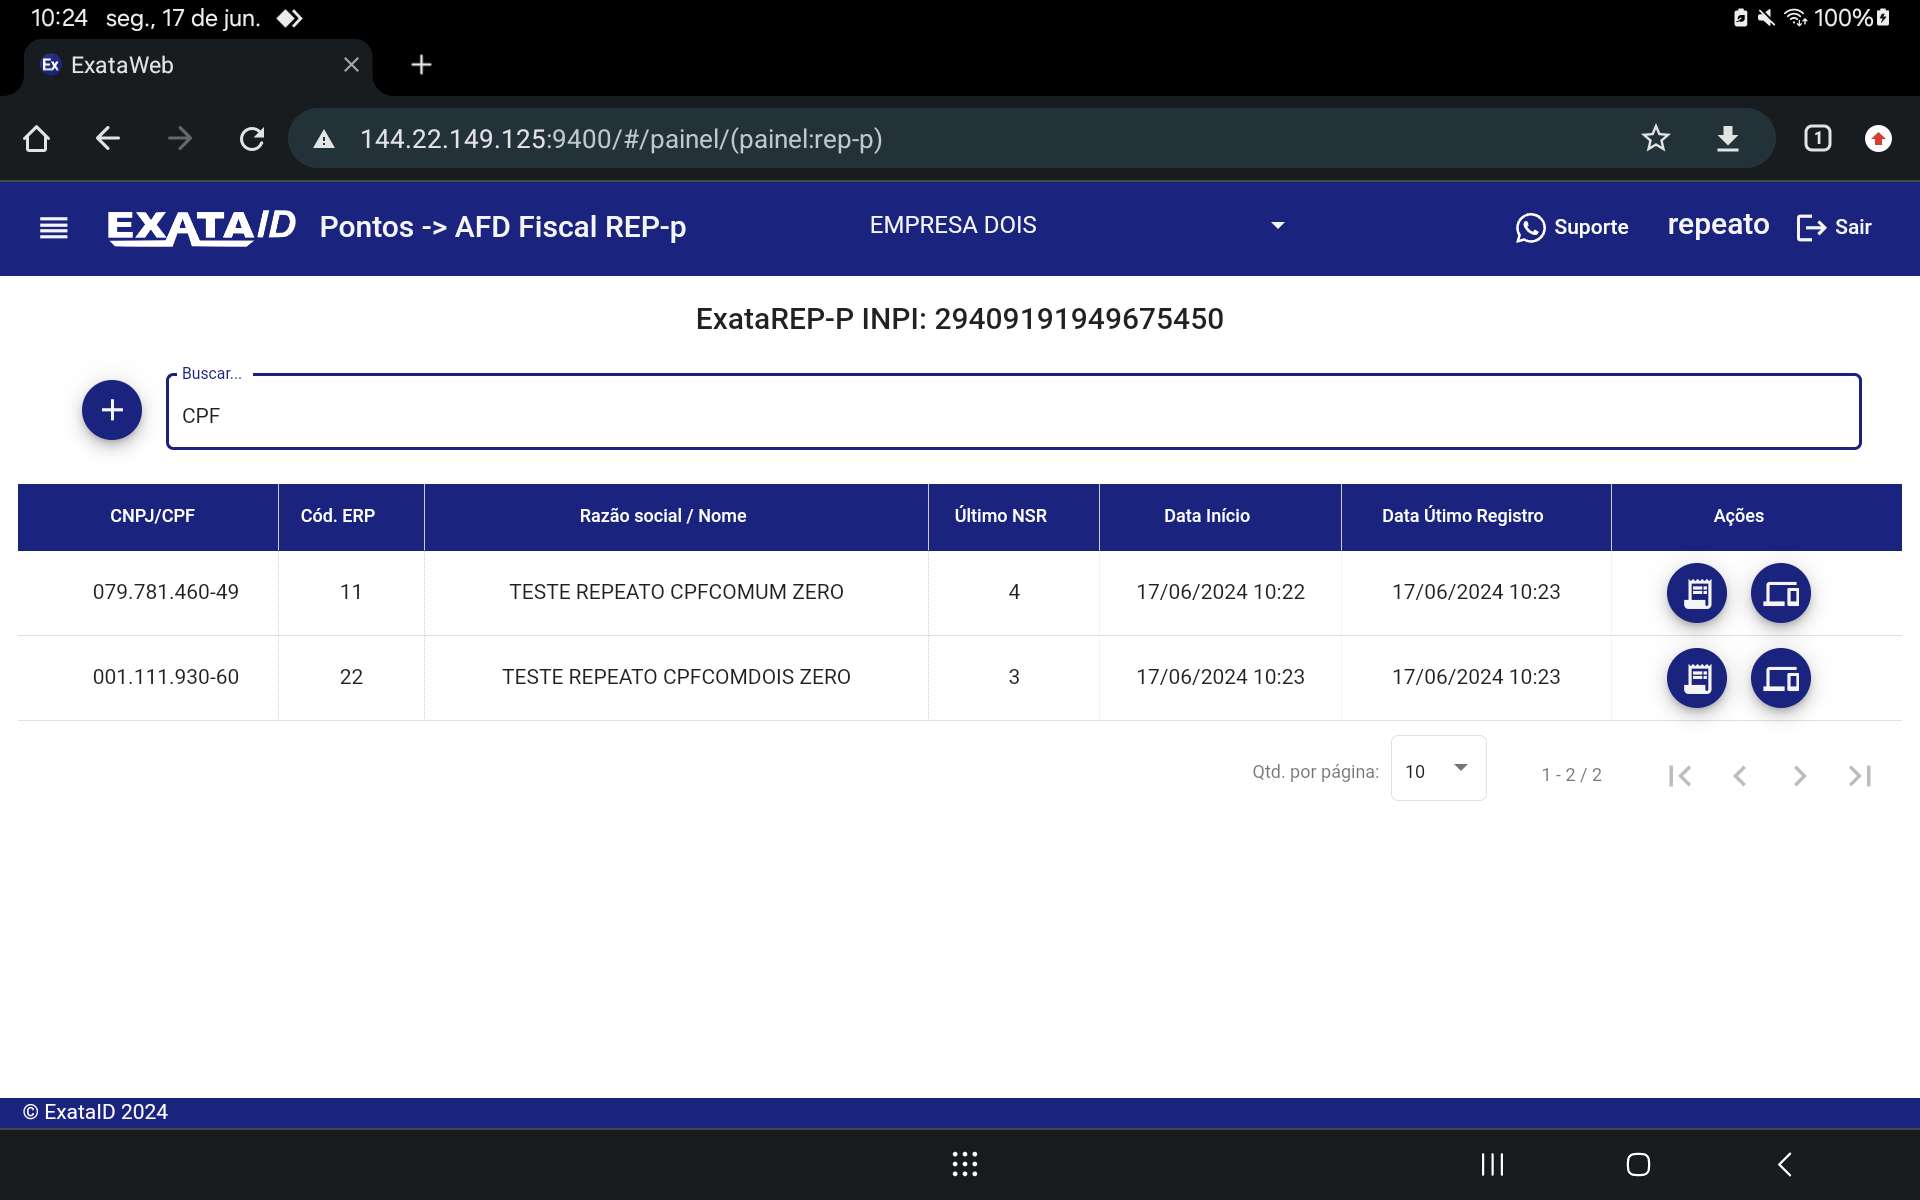 10:24 seg., 17 de jun. 100%
Ex ExataWeb
144.22.149.125:9400/#/painel/(painel:rep-p) 1
EXATAID Pontos -> AFD Fiscal REP-p EMPRESA DOIS Suporte repeato Sair
ExataREP-P INPI: 29409191949675450
Buscar...
CPF
CNPJ/CPF Cód. ERP Razão social / Nome Último NSR Data Início Data Útimo Registro Ações
079.781.460-49 11 TESTE REPEATO CPFCOMUM ZERO 4 17/06/2024 10:22 17/06/2024 10:23
001.111.930-60 22 TESTE REPEATO CPFCOMDOIS ZERO 3 17/06/2024 10:23 17/06/2024 10:23
Qtd. por página: 10 1 - 2 / 2
© ExataID 2024